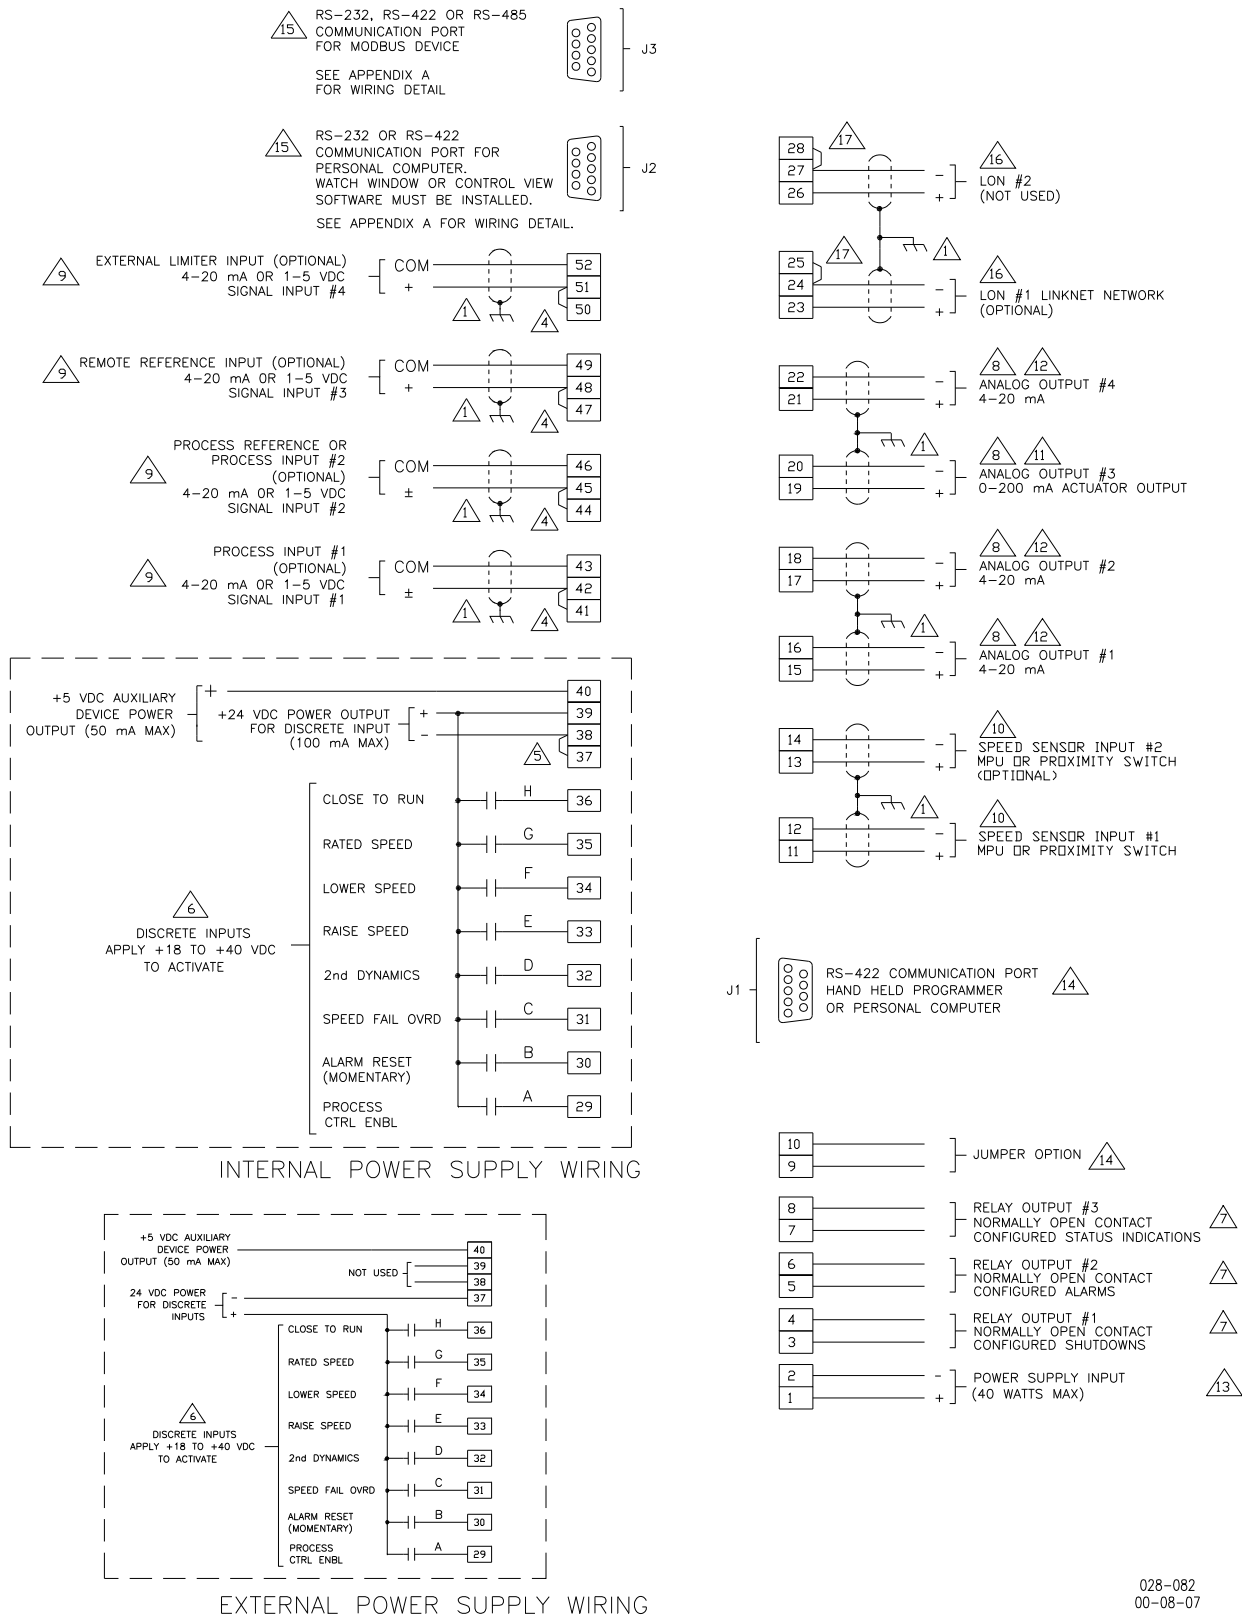 15
RS-232, RS-422 OR RS-485
COMMUNICATION PORT
FOR MODBUS DEVICE
SEE APPENDIX A
FOR WIRING DETAIL
J3
15
RS-232 OR RS-422
COMMUNICATION PORT FOR
PERSONAL COMPUTER.
WATCH WINDOW OR CONTROL VIEW
SOFTWARE MUST BE INSTALLED.
SEE APPENDIX A FOR WIRING DETAIL.
J2
9
EXTERNAL LIMITER INPUT (OPTIONAL)
4-20 mA OR 1-5 VDC
SIGNAL INPUT #4
COM
+
1
4
52
51
50
9
REMOTE REFERENCE INPUT (OPTIONAL)
4-20 mA OR 1-5 VDC
SIGNAL INPUT #3
COM
+
1
4
49
48
47
9
PROCESS REFERENCE OR
PROCESS INPUT #2
(OPTIONAL)
4-20 mA OR 1-5 VDC
SIGNAL INPUT #2
COM
±
1
4
46
45
44
9
PROCESS INPUT #1
(OPTIONAL)
4-20 mA OR 1-5 VDC
SIGNAL INPUT #1
COM
±
1
4
43
42
41
+5 VDC AUXILIARY
DEVICE POWER
OUTPUT (50 mA MAX)
+
+24 VDC POWER OUTPUT
FOR DISCRETE INPUT
(100 mA MAX)
+
-
5
40
39
38
37
6
DISCRETE INPUTS
APPLY +18 TO +40 VDC
TO ACTIVATE
CLOSE TO RUN H 36
RATED SPEED G 35
LOWER SPEED F 34
RAISE SPEED E 33
2nd DYNAMICS D 32
SPEED FAIL OVRD C 31
ALARM RESET B 30
(MOMENTARY)
PROCESS A 29
CTRL ENBL
INTERNAL POWER SUPPLY WIRING
+5 VDC AUXILIARY
DEVICE POWER
OUTPUT (50 mA MAX)
NOT USED
24 VDC POWER
FOR DISCRETE
INPUTS
-
+
40
39
38
37
6
DISCRETE INPUTS
APPLY +18 TO +40 VDC
TO ACTIVATE
CLOSE TO RUN H 36
RATED SPEED G 35
LOWER SPEED F 34
RAISE SPEED E 33
2nd DYNAMICS D 32
SPEED FAIL OVRD C 31
ALARM RESET B 30
(MOMENTARY)
PROCESS A 29
CTRL ENBL
EXTERNAL POWER SUPPLY WIRING
28
27
26
17
-
+
16
LON #2
(NOT USED)
1
25
24
23
17
-
+
16
LON #1 LINKNET NETWORK
(OPTIONAL)
22
21
-
+
8
12
ANALOG OUTPUT #4
4-20 mA
1
20
19
-
+
8
11
ANALOG OUTPUT #3
0-200 mA ACTUATOR OUTPUT
18
17
-
+
8
12
ANALOG OUTPUT #2
4-20 mA
1
16
15
-
+
8
12
ANALOG OUTPUT #1
4-20 mA
14
13
-
+
10
SPEED SENSOR INPUT #2
MPU OR PROXIMITY SWITCH
(OPTIONAL)
1
12
11
-
+
10
SPEED SENSOR INPUT #1
MPU OR PROXIMITY SWITCH
J1
RS-422 COMMUNICATION PORT
HAND HELD PROGRAMMER
OR PERSONAL COMPUTER
14
10
9
JUMPER OPTION
14
8
7
RELAY OUTPUT #3
NORMALLY OPEN CONTACT
CONFIGURED STATUS INDICATIONS
7
6
5
RELAY OUTPUT #2
NORMALLY OPEN CONTACT
CONFIGURED ALARMS
7
4
3
RELAY OUTPUT #1
NORMALLY OPEN CONTACT
CONFIGURED SHUTDOWNS
7
2
1
-
+
POWER SUPPLY INPUT
(40 WATTS MAX)
13
028-082
00-08-07